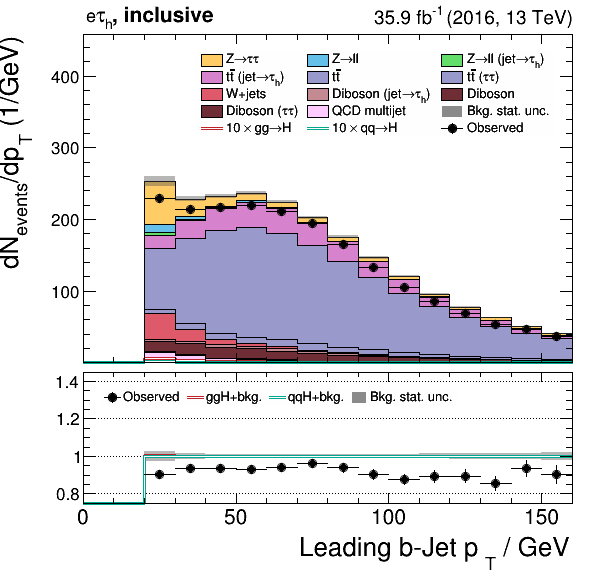 eτh, inclusive 35.9 fb-1 (2016, 13 TeV)
dNevents/dpT (1/GeV)
400
300
200
100
Z→ττ Z→ll Z→ll (jet→τh)
tt̄ (jet→τh) tt̄ tt̄ (ττ)
W+jets Diboson (jet→τh) Diboson
Diboson (ττ) QCD multijet Bkg. stat. unc.
10 × gg→H 10 × qq→H Observed
1.4
1.2
1
0.8
Observed ggH+bkg. qqH+bkg. Bkg. stat. unc.
0 50 100 150
Leading b-Jet p T / GeV